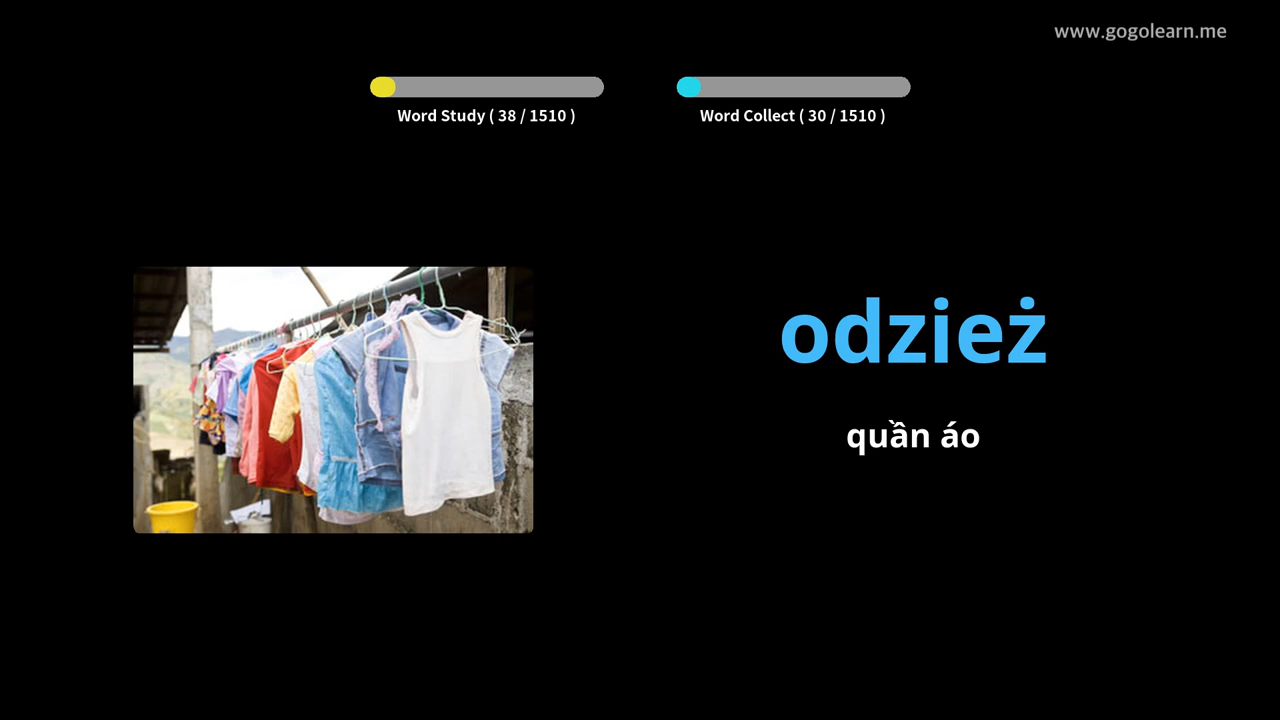 www.gogolearn.me
Word Study ( 38 / 1510 )
Word Collect ( 30 / 1510 )
odzież
quần áo